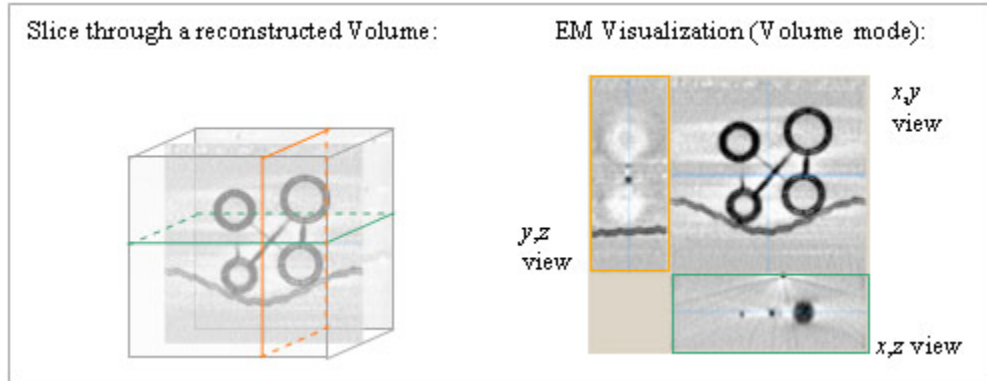 Slice through a reconstructed Volume:
EM Visualization (Volume mode):
x,y
view
y,z
view
x,z view